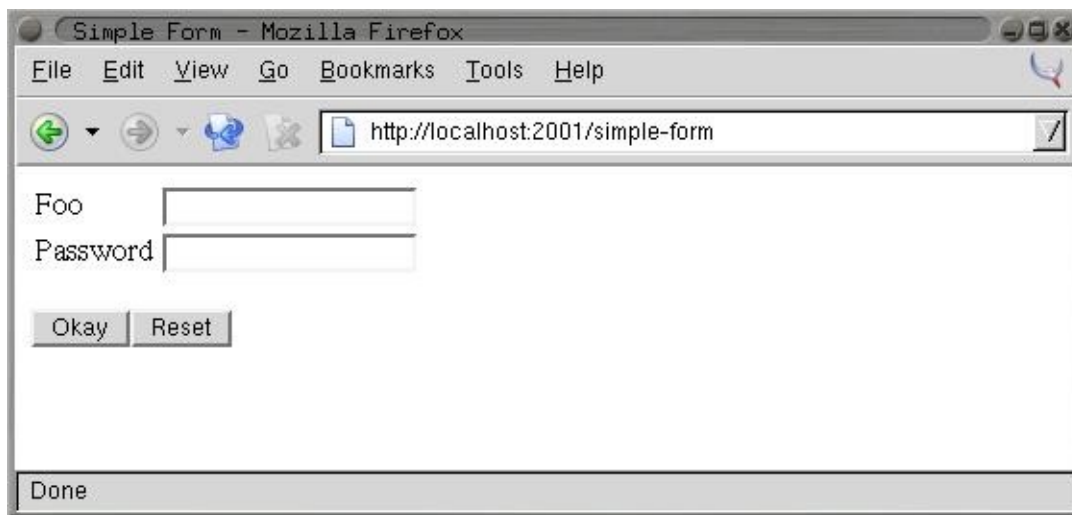 Simple Form - Mozilla Firefox
File Edit View Go Bookmarks Tools Help
http://localhost:2001/simple-form
Foo
Password
Okay Reset
Done